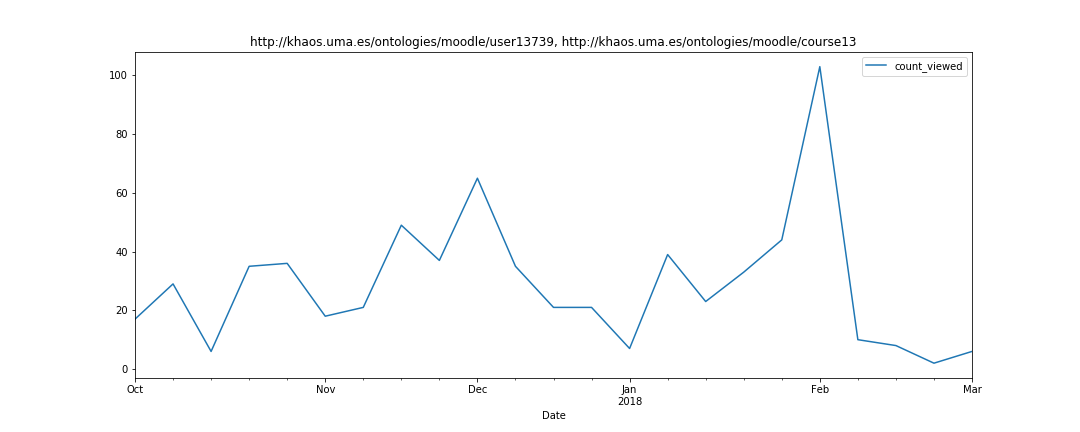 http://khaos.uma.es/ontologies/moodle/user13739, http://khaos.uma.es/ontologies/moodle/course13
count_viewed
100
80
60
40
20
0
Oct Nov Dec Jan Feb Mar
2018
Date